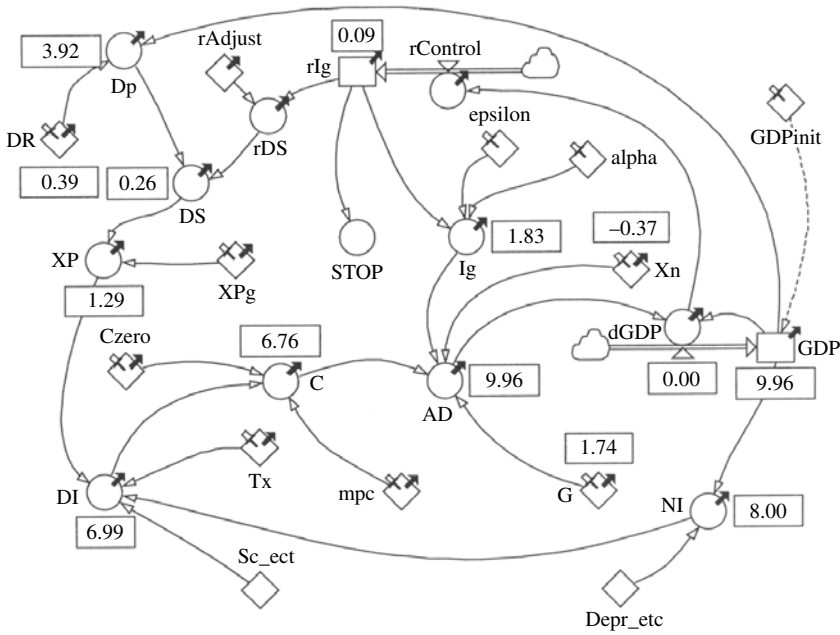 rAdjust
0.09
rControl
3.92
rIg
Dp
epsilon
GDPinit
DR
rDS
alpha
0.39
0.26
DS
–0.37
1.83
XP
STOP
Ig
Xn
XPg
1.29
Czero
6.76
dGDP
GDP
C
AD
9.96
0.00
9.96
1.74
Tx
mpc
G
DI
NI
8.00
6.99
Sc_ect
Depr_etc